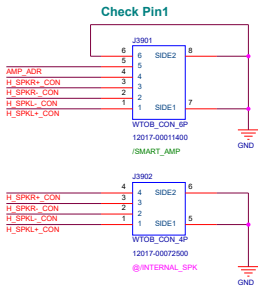 Check Pin1
J3901
6 6 SIDE2 8
5 5
AMP_ADR 4 4
H_SPKR+_CON 3 3
H_SPKR-_CON 2 2
H_SPKL-_CON 1 1 SIDE1 7
H_SPKL+_CON
WTOB_CON_6P
12017-00011400
/SMART_AMP
GND
J3902
4 4 SIDE2 6
H_SPKR+_CON 3 3
H_SPKR-_CON 2 2
H_SPKL-_CON 1 1 SIDE1 5
H_SPKL+_CON
WTOB_CON_4P
12017-00072500
@/INTERNAL_SPK
GND